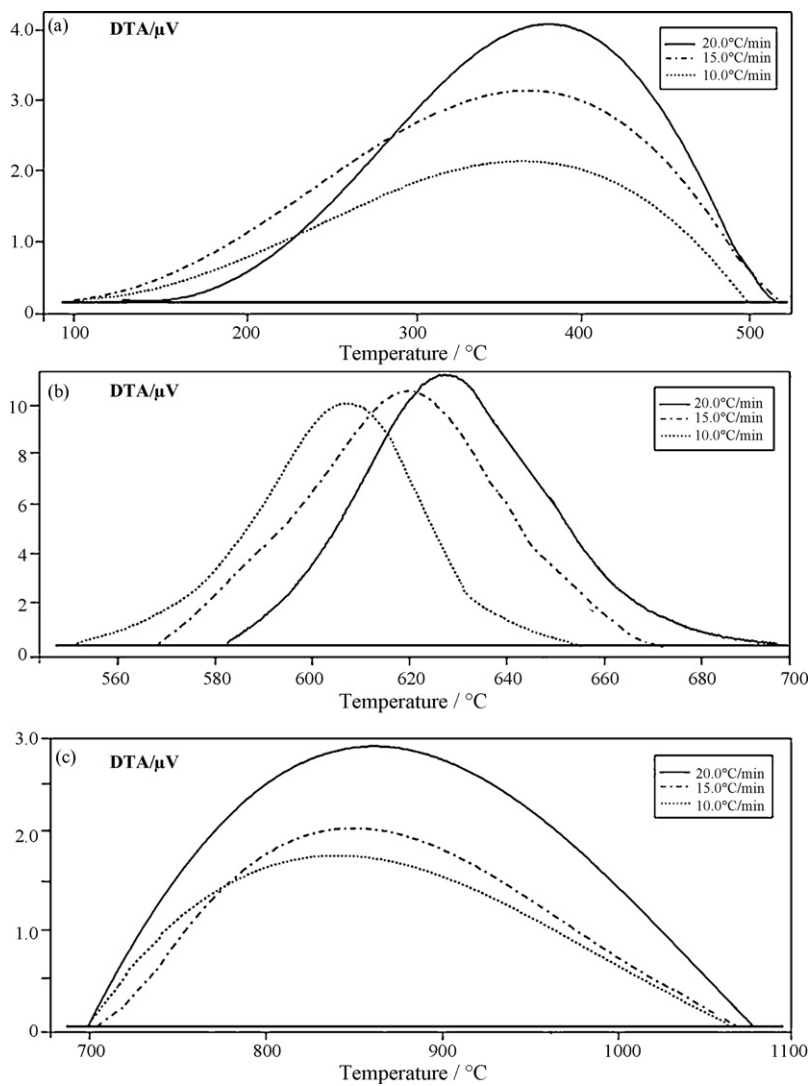 (a) DTA/μV
4.0
3.0
2.0
1.0
0
20.0°C/min
15.0°C/min
10.0°C/min
100 200 300 400 500
Temperature / °C
(b) DTA/μV
10
8
6
4
2
0
20.0°C/min
15.0°C/min
10.0°C/min
560 580 600 620 640 660 680 700
Temperature / °C
(c) DTA/μV
3.0
2.0
1.0
0
20.0°C/min
15.0°C/min
10.0°C/min
700 800 900 1000 1100
Temperature / °C